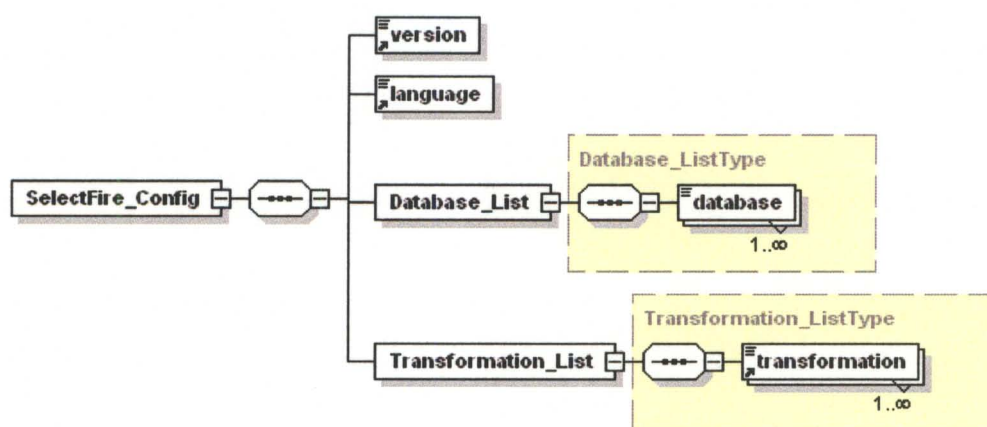 version
language
Database_ListType
SelectFire_Config
Database_List
database
1..∞
Transformation_ListType
Transformation_List
transformation
1..∞